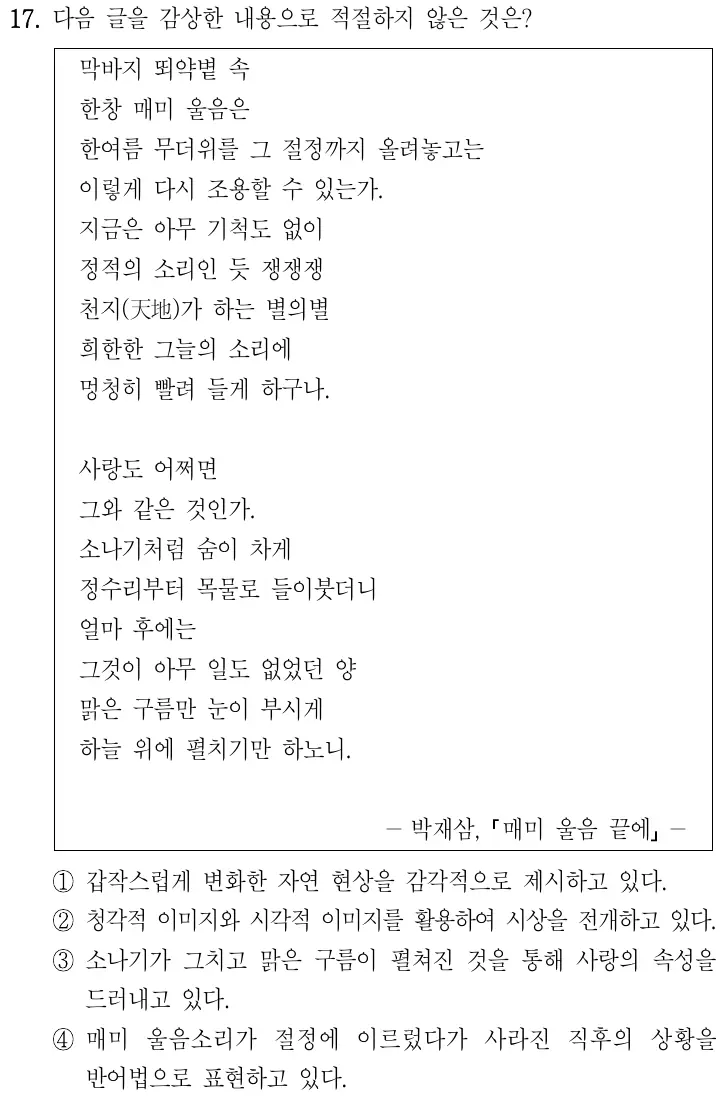 17. 다음 글을 감상한 내용으로 적절하지 않은 것은?
막바지 뙤약볕 속
한창 매미 울음은
한여름 무더위를 그 절정까지 올려놓고는
이렇게 다시 조용할 수 있는가.
지금은 아무 기척도 없이
정적의 소리인 듯 쟁쟁쟁
천지(天地)가 하는 별의별
희한한 그늘의 소리에
멍청히 빨려 들게 하구나.
사랑도 어쩌면
그와 같은 것인가.
소나기처럼 숨이 차게
정수리부터 목물로 들이붓더니
얼마 후에는
그것이 아무 일도 없었던 양
맑은 구름만 눈이 부시게
하늘 위에 펼치기만 하노니.
- 박재삼, 「매미 울음 끝에」 -
① 갑작스럽게 변화한 자연 현상을 감각적으로 제시하고 있다.
② 청각적 이미지와 시각적 이미지를 활용하여 시상을 전개하고 있다.
③ 소나기가 그치고 맑은 구름이 펼쳐진 것을 통해 사랑의 속성을
드러내고 있다.
④ 매미 울음소리가 절정에 이르렀다가 사라진 직후의 상황을
반어법으로 표현하고 있다.